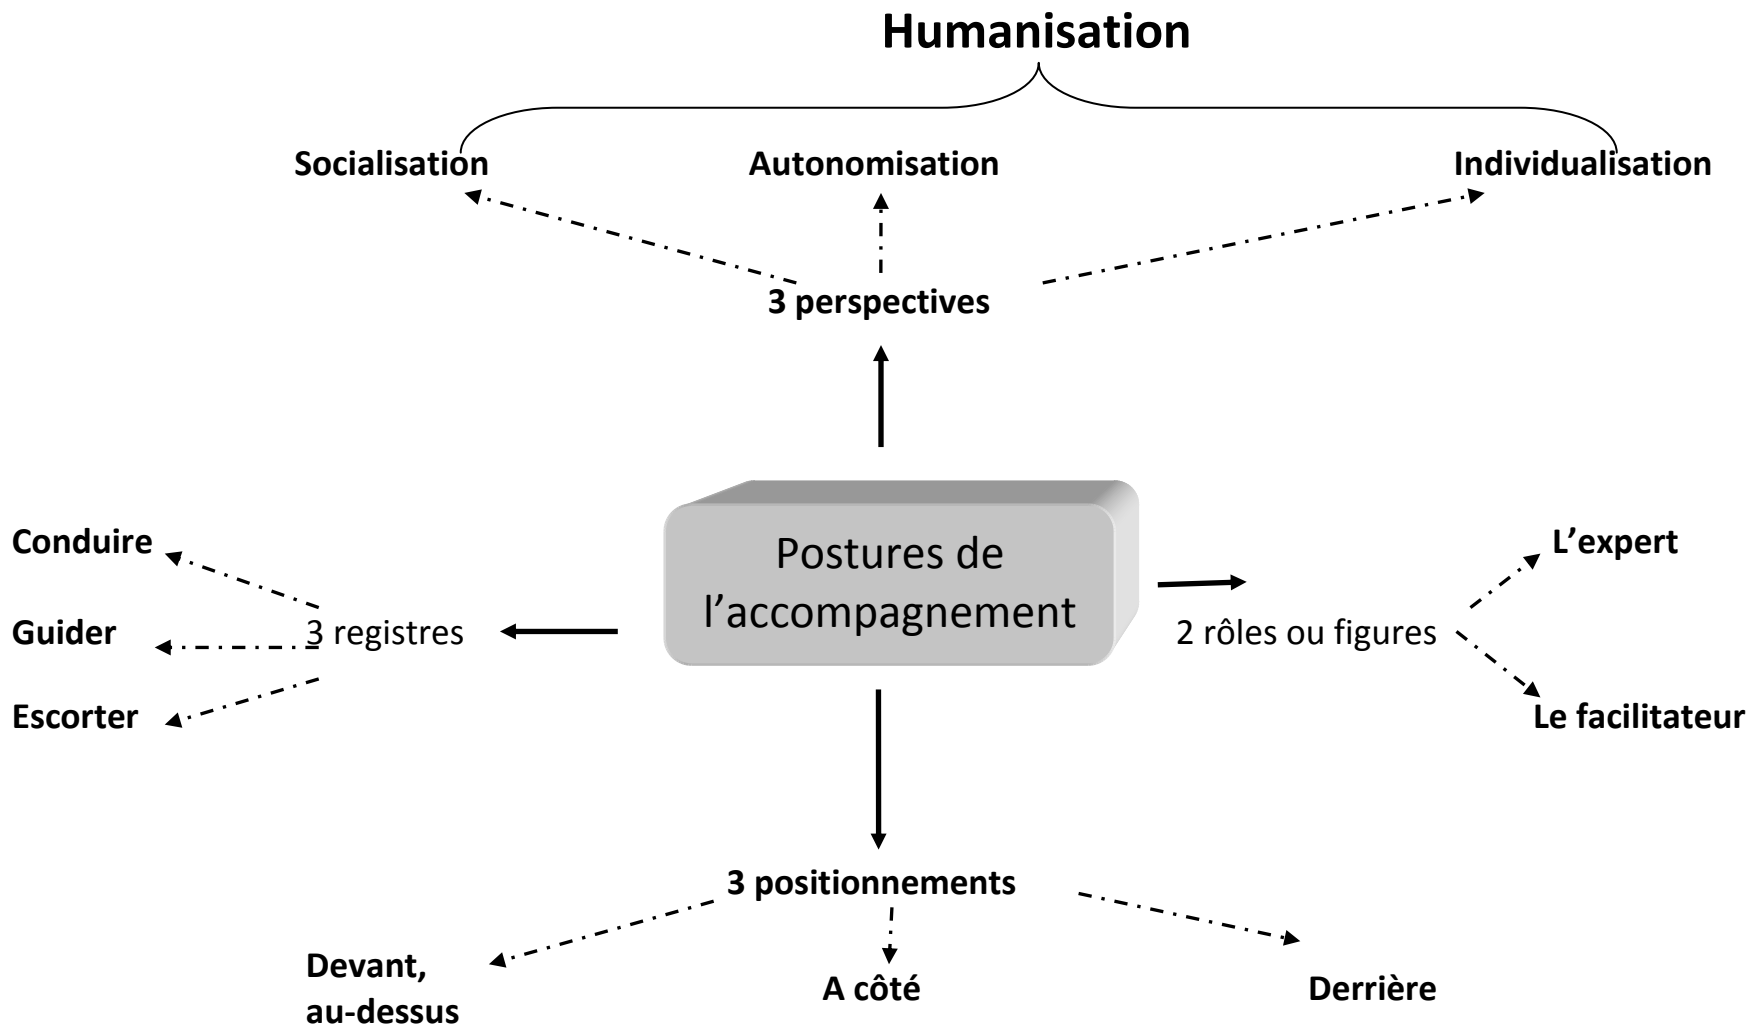 Humanisation
Socialisation
Autonomisation
Individualisation
3 perspectives
Postures de
l’accompagnement
Conduire
Guider
Escorter
3 registres
2 rôles ou figures
L’expert
Le facilitateur
3 positionnements
Devant,
au-dessus
A côté
Derrière